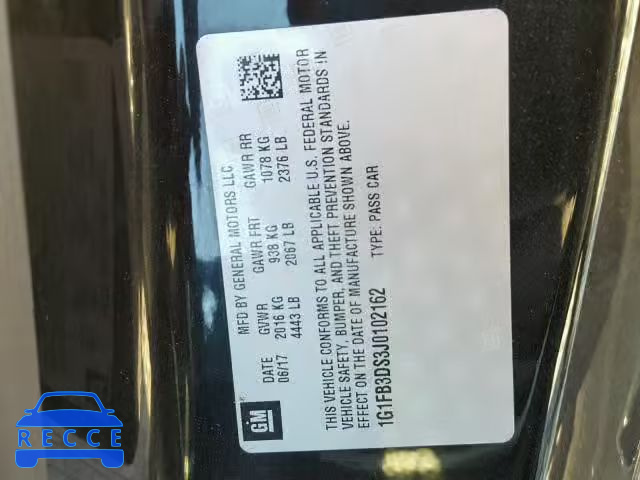 MFD BY GENERAL MOTORS LLC
DATE GVWR GAWR FRT GAWR RR
06/17 2016 KG 938 KG 1078 KG
4443 LB 2067 LB 2376 LB
GM
THIS VEHICLE CONFORMS TO ALL APPLICABLE U.S. FEDERAL MOTOR
VEHICLE SAFETY, BUMPER, AND THEFT PREVENTION STANDARDS IN
EFFECT ON THE DATE OF MANUFACTURE SHOWN ABOVE.
1G1FB3DS3J0102162 TYPE: PASS CAR
RECCE